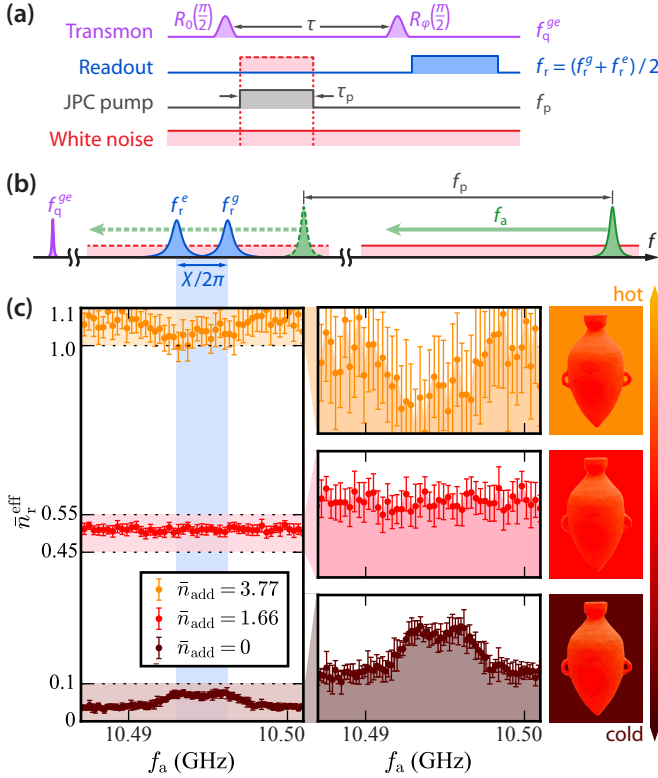 (a)
Transmon
R₀(π/2)
τ
Rᵩ(π/2)
f_q^{ge}
Readout
f_r = (f_r^g + f_r^e) / 2
JPC pump
τ_p
f_p
White noise
(b)
f_q^{ge}
f_r^e
f_r^g
f_p
f_a
f
χ/2π
(c)
1.1
1.0
hot
n̄_r^{eff}
0.55
0.45
n̄_add = 3.77
n̄_add = 1.66
n̄_add = 0
0.1
0
cold
10.49
10.50
10.49
10.50
f_a (GHz)
f_a (GHz)